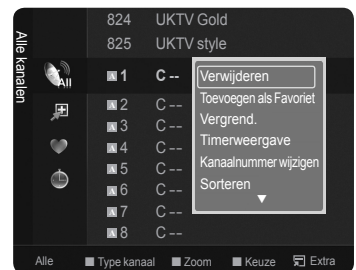 Alle kanalen
824 UKTV Gold
825 UKTV style
All
A 1 C --
A 2 C --
A 3 C --
A 4 C --
A 5 C --
A 6 C --
A 7 C --
A 8 C --
Verwijderen
Toevoegen als Favoriet
Vergrend.
Timerweergave
Kanaalnummer wijzigen
Sorteren
Alle Type kanaal Zoom Keuze Extra